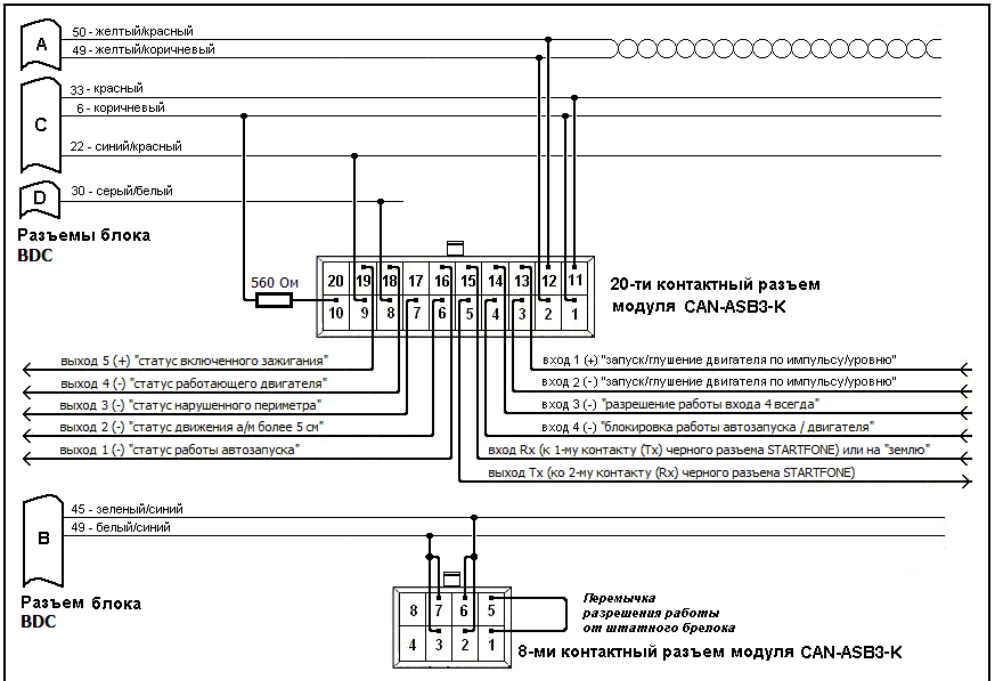 A
50 - желтый/красный
49 - желтый/коричневый
C
33 - красный
6 - коричневый
22 - синий/красный
D
30 - серый/белый
Разъемы блока
BDC
560 Ом
20 19 18 17 16 15 14 13 12 11
10 9 8 7 6 5 4 3 2 1
20-ти контактный разъем
модуля CAN-ASB3-K
выход 5 (+) "статус включенного зажигания"
выход 4 (-) "статус работающего двигателя"
выход 3 (-) "статус нарушенного периметра"
выход 2 (-) "статус движения а/м более 5 см"
выход 1 (-) "статус работы автозапуска"
вход 1 (+) "запуск/глушение двигателя по импульсу/уровню"
вход 2 (-) "запуск/глушение двигателя по импульсу/уровню"
вход 3 (-) "разрешение работы входа 4 всегда"
вход 4 (-) "блокировка работы автозапуска / двигателя"
вход Rx (к 1-му контакту (Tx) черного разъема STARTFONE) или на "землю"
выход Tx (ко 2-му контакту (Rx) черного разъема STARTFONE)
B
45 - зеленый/синий
49 - белый/синий
Разъем блока
BDC
8 7 6 5
4 3 2 1
Перемычка
разрешения работы
от штатного брелока
8-ми контактный разъем модуля CAN-ASB3-K